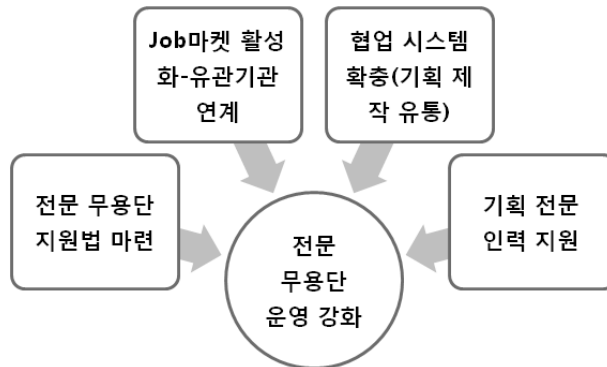 Job마켓 활성
화-유관기관
연계
협업 시스템
확충(기획 제
작 유통)
전문 무용단
지원법 마련
기획 전문
인력 지원
전문
무용단
운영 강화